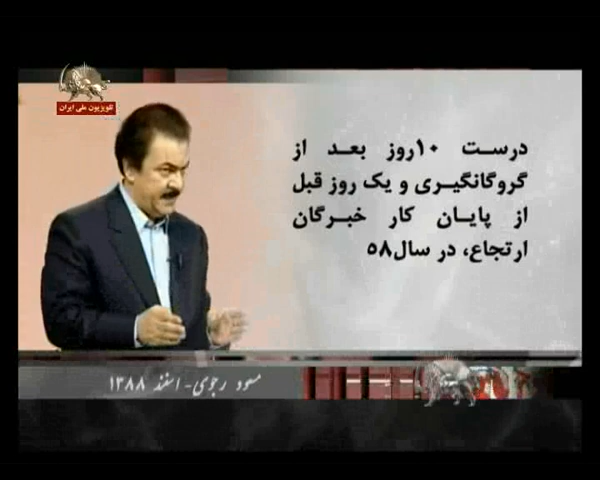 تلویزیون ملی ایران
درست ۱۰روز بعد از
گروگانگیری و یک روز قبل
از پایان کار خبرگان
ارتجاع، در سال۵۸
مسعود رجوی - اسفند ۱۳۸۸